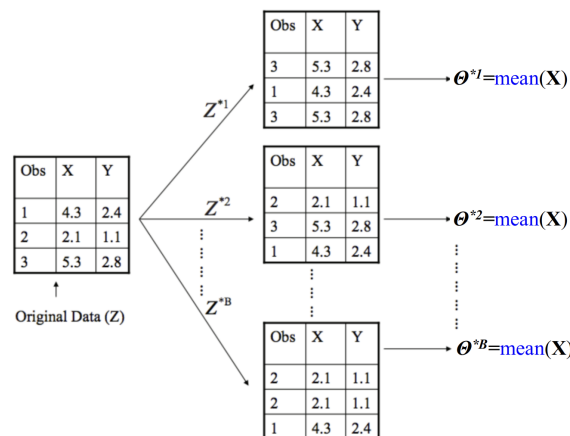 Obs X Y
3 5.3 2.8
1 4.3 2.4
3 5.3 2.8
Θ*1=mean(X)
Z*1
Obs X Y
1 4.3 2.4
2 2.1 1.1
3 5.3 2.8
Original Data (Z)
Z*2
Obs X Y
2 2.1 1.1
3 5.3 2.8
1 4.3 2.4
Θ*2=mean(X)
Z*B
Obs X Y
2 2.1 1.1
2 2.1 1.1
1 4.3 2.4
Θ*B=mean(X)